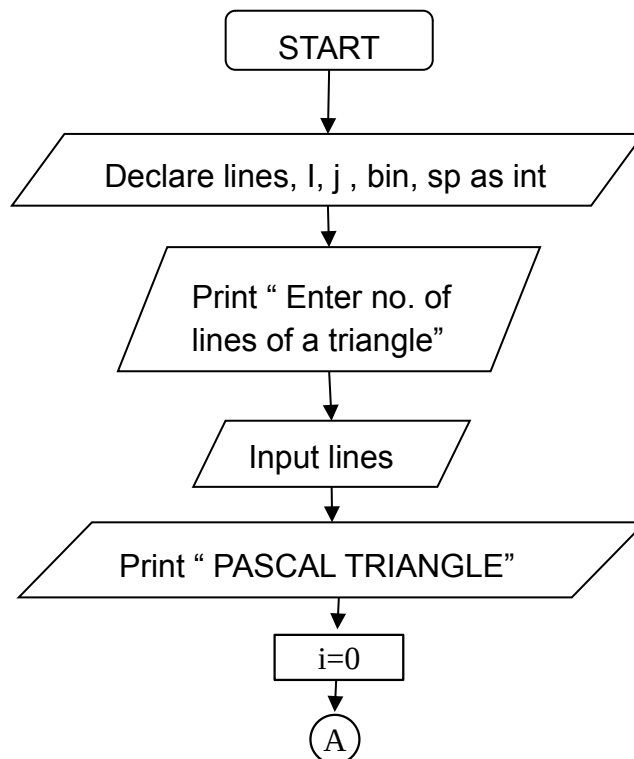 START
Declare lines, I, j , bin, sp as int
Print “ Enter no. of
lines of a triangle”
Input lines
Print “ PASCAL TRIANGLE”
i=0
A